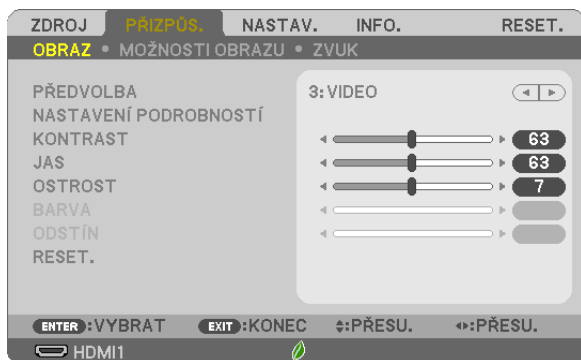 ZDROJ PŘIZPŮS. NASTAV. INFO. RESET.
OBRAZ • MOŽNOSTI OBRAZU • ZVUK
PŘEDVOLBA 3:VIDEO
NASTAVENÍ PODROBNOSTÍ
KONTRAST 63
JAS 63
OSTROST 7
BARVA
ODSTÍN
RESET.
ENTER:VYBRAT EXIT:KONEC :PŘESU. :PŘESU.
HDMI1